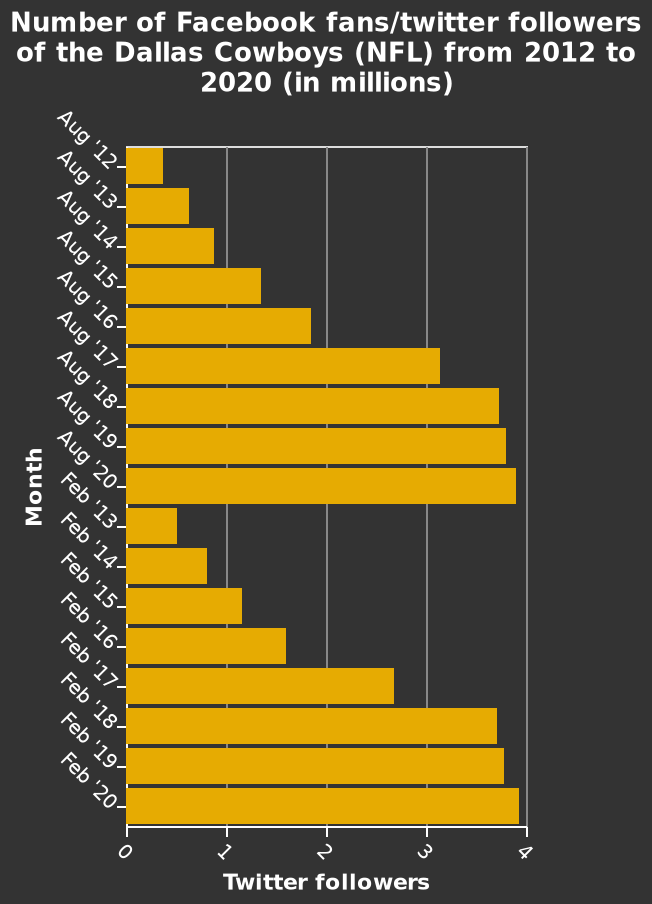 Number of Facebook fans/twitter followers
of the Dallas Cowboys (NFL) from 2012 to
2020 (in millions)
Aug '12
Aug '13
Aug '14
Aug '15
Aug '16
Aug '17
Aug '18
Aug '19
Aug '20
Feb '13
Feb '14
Feb '15
Feb '16
Feb '17
Feb '18
Feb '19
Feb '20
Month
0 1 2 3 4
Twitter followers